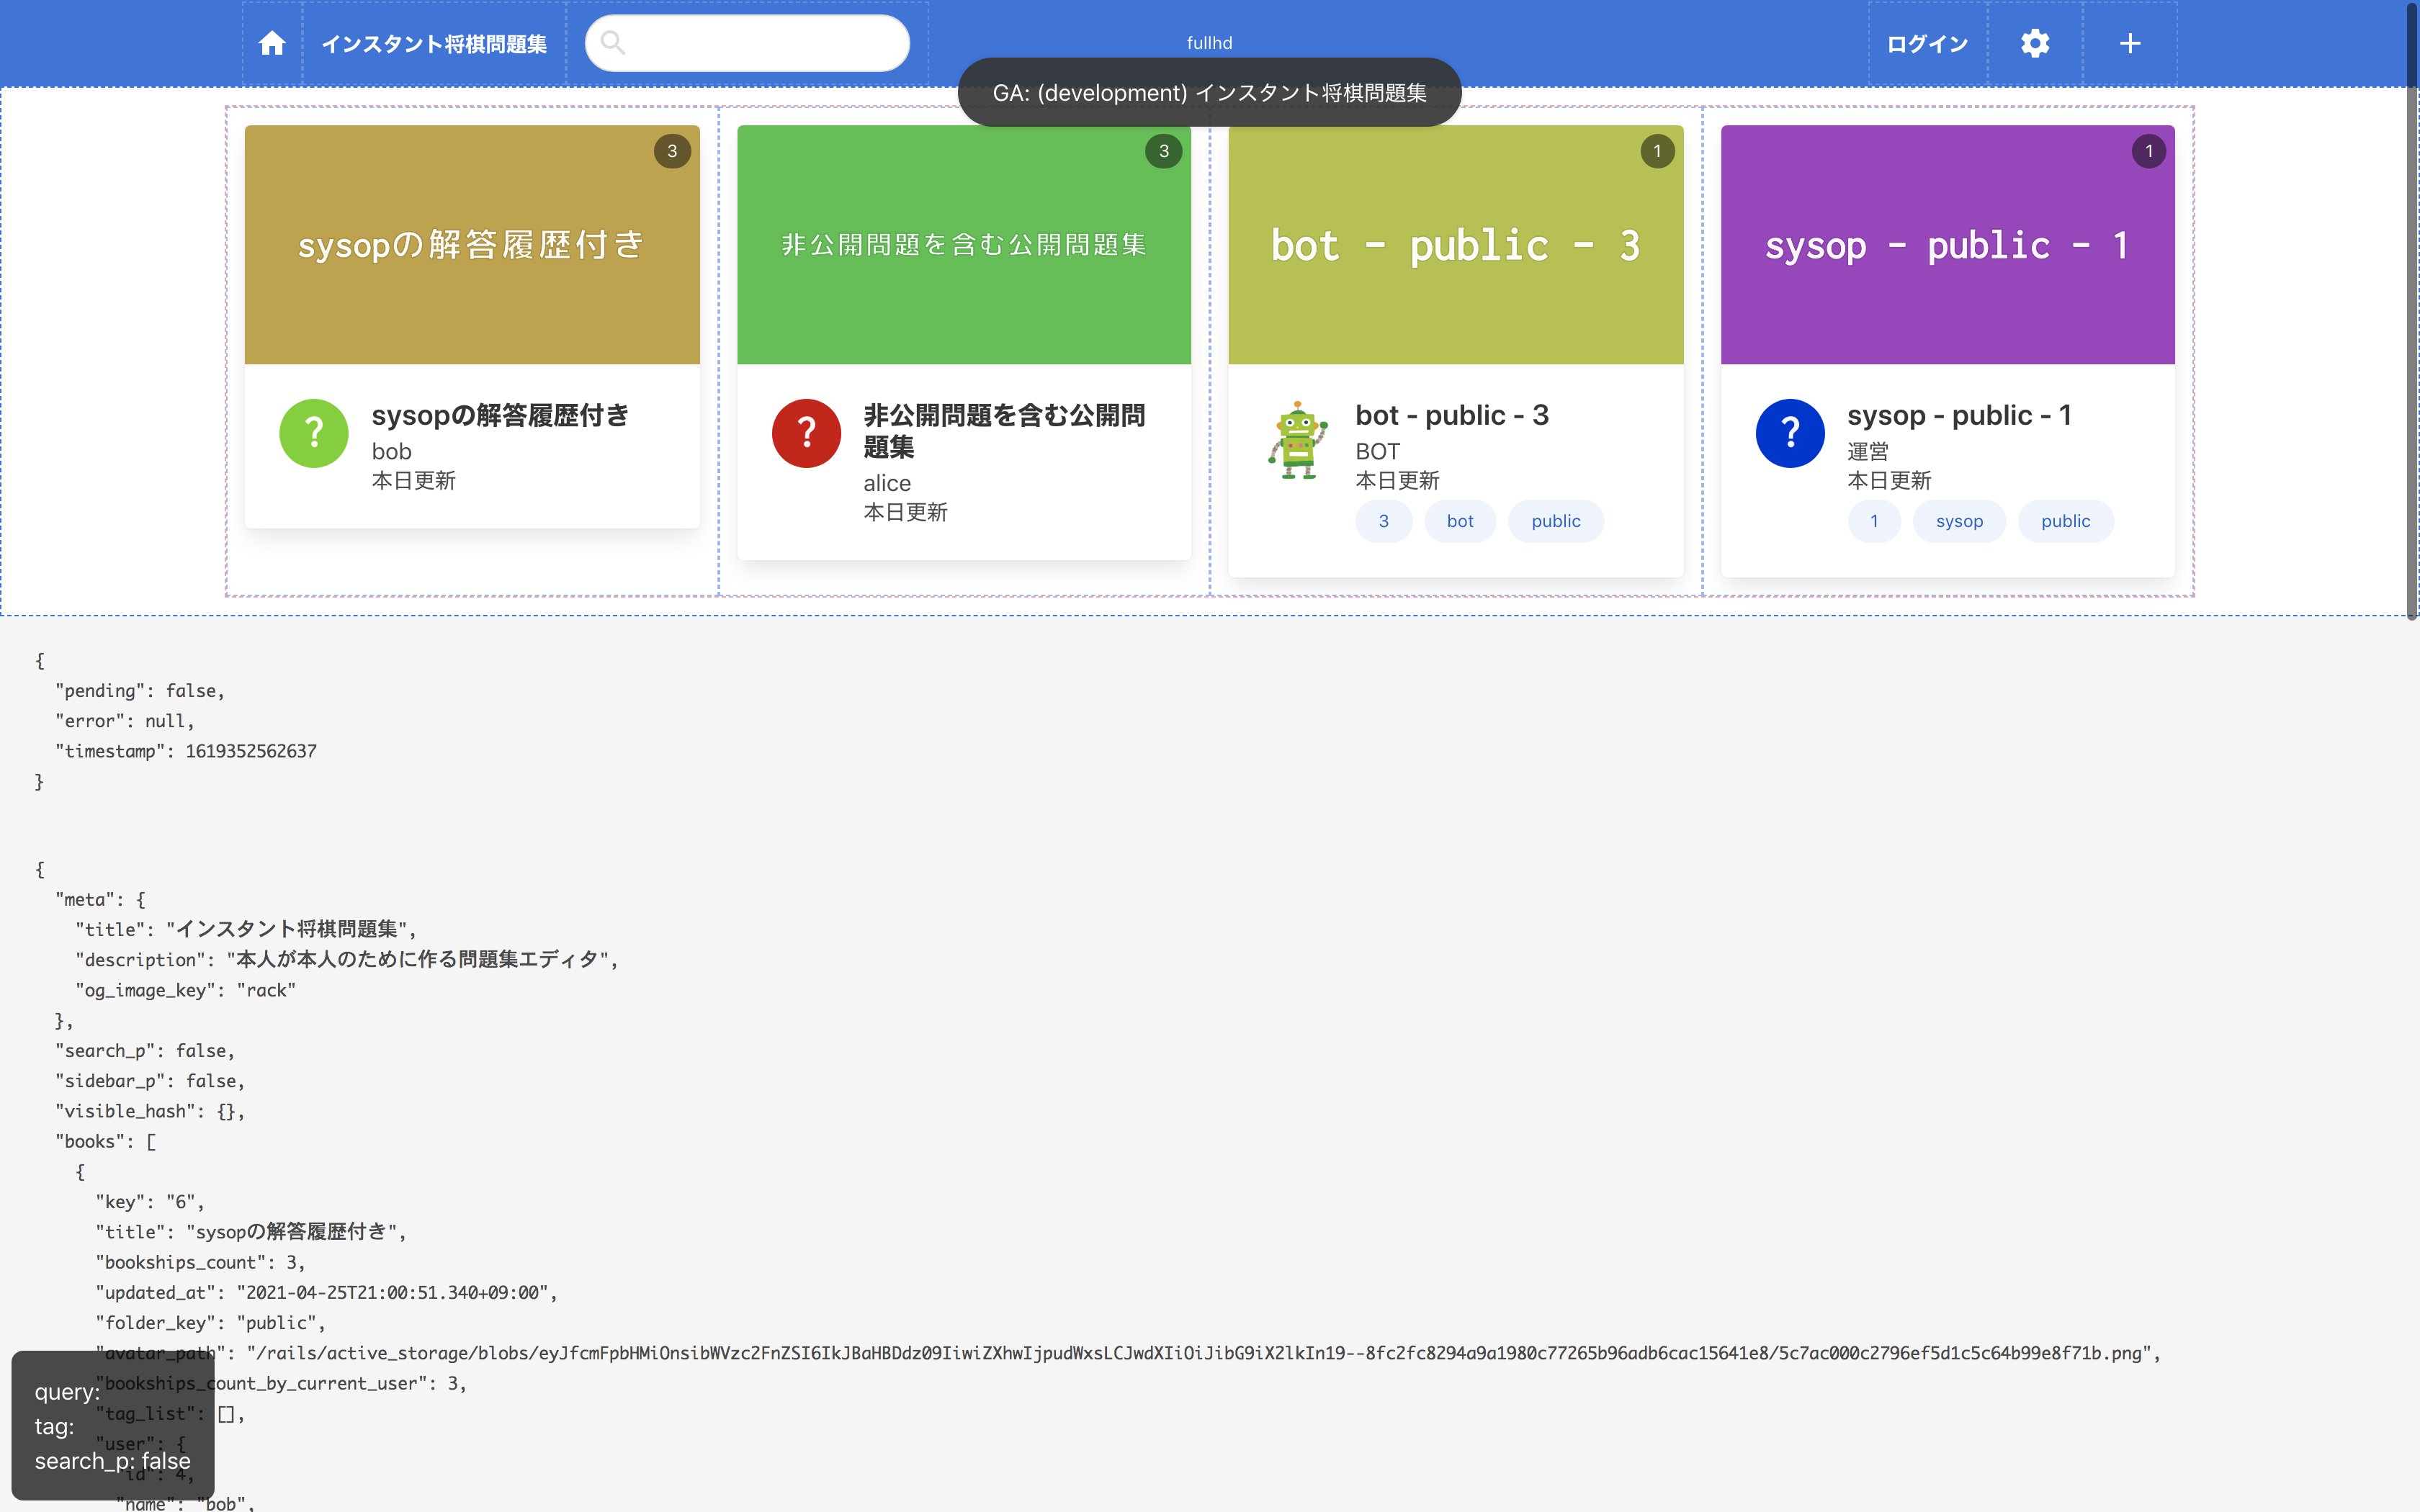 インスタント将棋問題集
fullhd
ログイン
GA: (development) インスタント将棋問題集
3
sysopの解答履歴付き
sysopの解答履歴付き
bob
本日更新
3
非公開問題を含む公開問題集
非公開問題を含む公開問
題集
alice
本日更新
1
bot - public - 3
bot - public - 3
BOT
本日更新
3 bot public
1
sysop - public - 1
sysop - public - 1
運営
本日更新
1 sysop public
{
"pending": false,
"error": null,
"timestamp": 1619352562637
}
{
"meta": {
"title": "インスタント将棋問題集",
"description": "本人が本人のために作る問題集エディタ",
"og_image_key": "rack"
},
"search_p": false,
"sidebar_p": false,
"visible_hash": {},
"books": [
{
"key": "6",
"title": "sysopの解答履歴付き",
"bookships_count": 3,
"updated_at": "2021-04-25T21:00:51.340+09:00",
"folder_key": "public",
"avatar_path": "/rails/active_storage/blobs/eyJfcmFpbHMiOnsibWVzc2FnZSI6IkJBaHBDdz09IiwiZXhwIjpudWxsLCJwdXIiOiJibG9iX2lkIn19--8fc2fc8294a9a1980c77265b96adb6cac15641e8/5c7ac000c2796ef5d1c5c64b99e8f71b.png",
"bookships_count_by_current_user": 3,
"tag_list": [],
"user": {
"id": 4,
"name": "bob",
query:
tag:
search_p: false